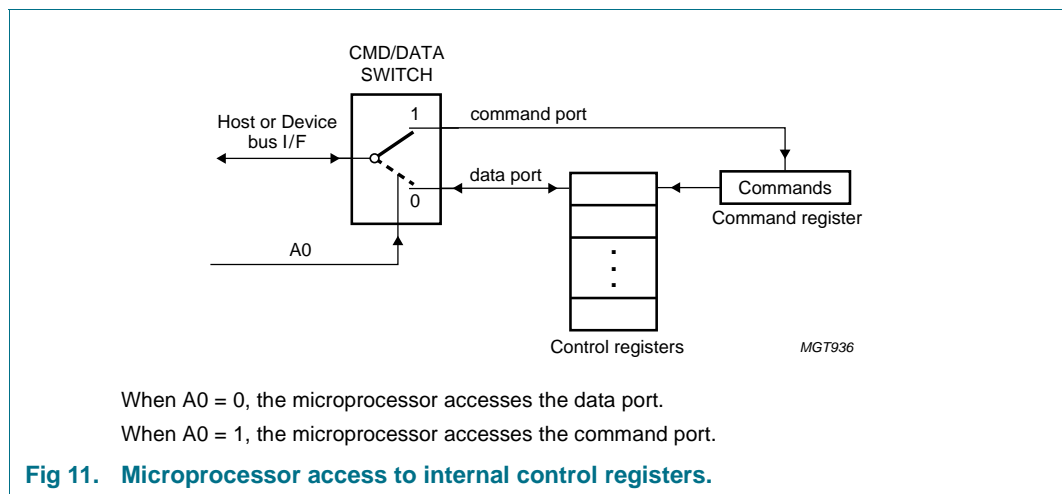 CMD/DATA
SWITCH
1
command port
Host or Device
bus I/F
data port
Commands
0
Command register
A0
Control registers
MGT936
When A0 = 0, the microprocessor accesses the data port.
When A0 = 1, the microprocessor accesses the command port.
Fig 11. Microprocessor access to internal control registers.